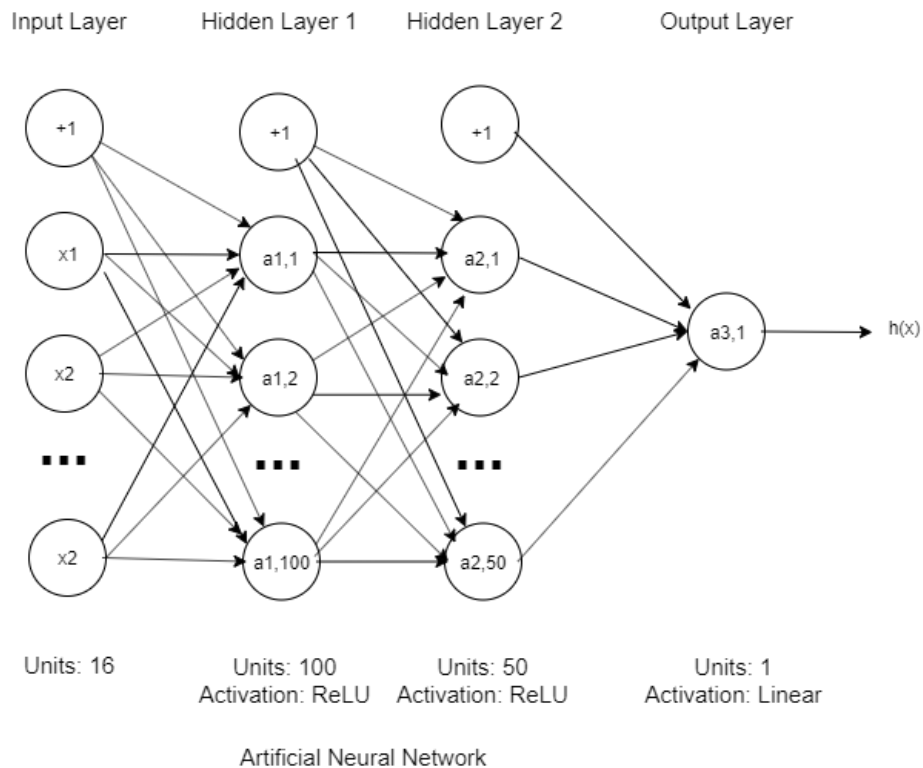 Input Layer
Hidden Layer 1
Hidden Layer 2
Output Layer
+1
+1
+1
x1
a1,1
a2,1
x2
a1,2
a2,2
a3,1
h(x)
...
...
...
x2
a1,100
a2,50
Units: 16
Units: 100
Activation: ReLU
Units: 50
Activation: ReLU
Units: 1
Activation: Linear
Artificial Neural Network